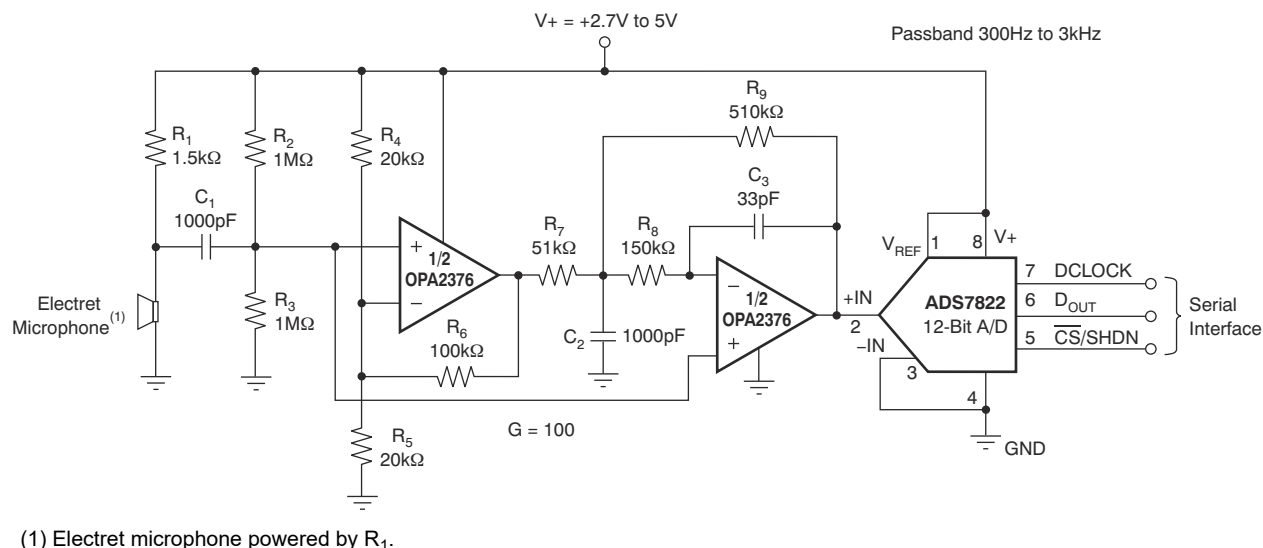 V+ = +2.7V to 5V
Passband 300Hz to 3kHz
R1
1.5kΩ
R2
1MΩ
R4
20kΩ
R9
510kΩ
C1
1000pF
C3
33pF
R7
51kΩ
R8
150kΩ
+
1/2
OPA2376
−
−
1/2
OPA2376
+
VREF
1
8
V+
7
DCLOCK
6
DOUT
5
CS/SHDN
Serial
Interface
+IN
2
−IN
3
ADS7822
12-Bit A/D
4
GND
Electret
Microphone(1)
R3
1MΩ
R6
100kΩ
C2
1000pF
G = 100
R5
20kΩ
(1) Electret microphone powered by R1.